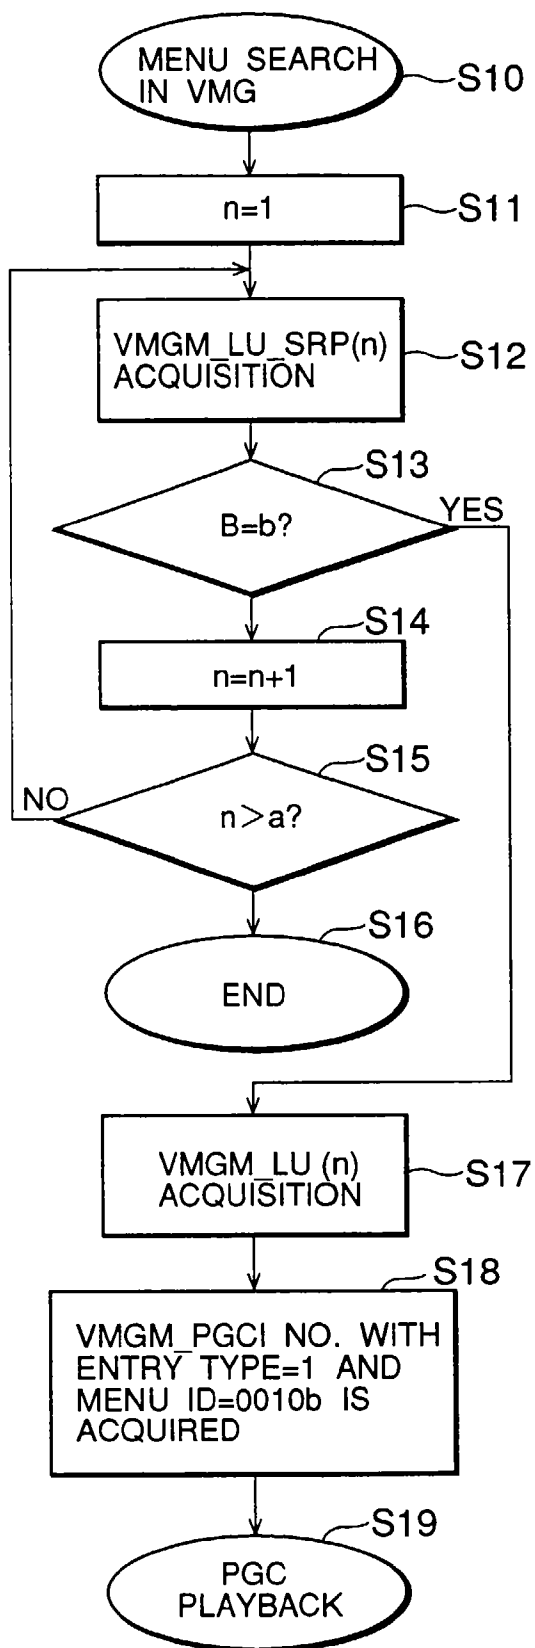 MENU SEARCH
IN VMG
S10
n=1
S11
VMGM_LU_SRP(n)
ACQUISITION
S12
S13
B=b?
YES
S14
n=n+1
S15
NO
n>a?
S16
END
VMGM_LU (n)
ACQUISITION
S17
S18
VMGM_PGCI NO. WITH
ENTRY TYPE=1 AND
MENU ID=0010b IS
ACQUIRED
S19
PGC
PLAYBACK